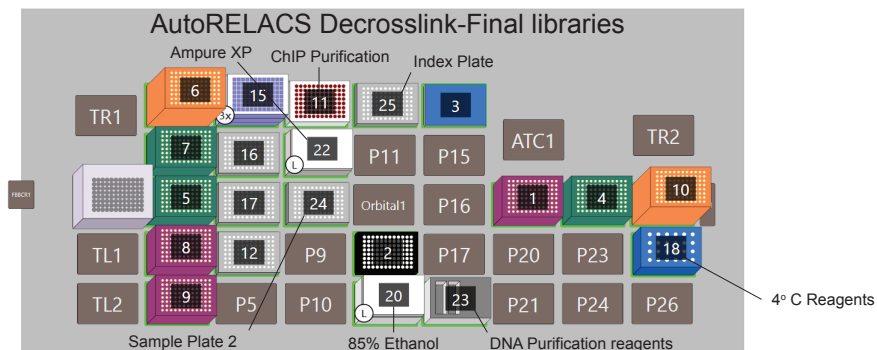 AutoRELACS Decrosslink-Final libraries
Ampure XP
ChIP Purification
Index Plate
6
15
11
25
3
3x
TR1
ATC1
TR2
7
16
22
P11
P15
L
FBBCR1
5
17
24
Orbital1
P16
1
4
10
TL1
8
12
P9
2
P17
P20
P23
18
TL2
9
P5
P10
L
20
23
P21
P24
P26
4° C Reagents
Sample Plate 2
85% Ethanol
DNA Purification reagents